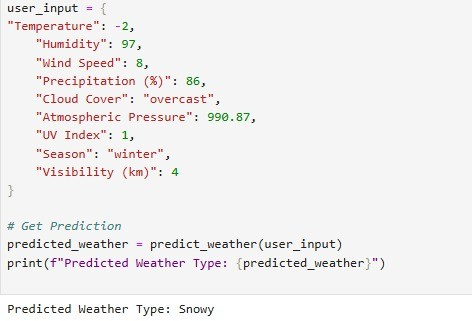 user_input = {
"Temperature": -2,
    "Humidity": 97,
    "Wind Speed": 8,
    "Precipitation (%)": 86,
    "Cloud Cover": "overcast",
    "Atmospheric Pressure": 990.87,
    "UV Index": 1,
    "Season": "winter",
    "Visibility (km)": 4
}
# Get Prediction
predicted_weather = predict_weather(user_input)
print(f"Predicted Weather Type: {predicted_weather}")
Predicted Weather Type: Snowy